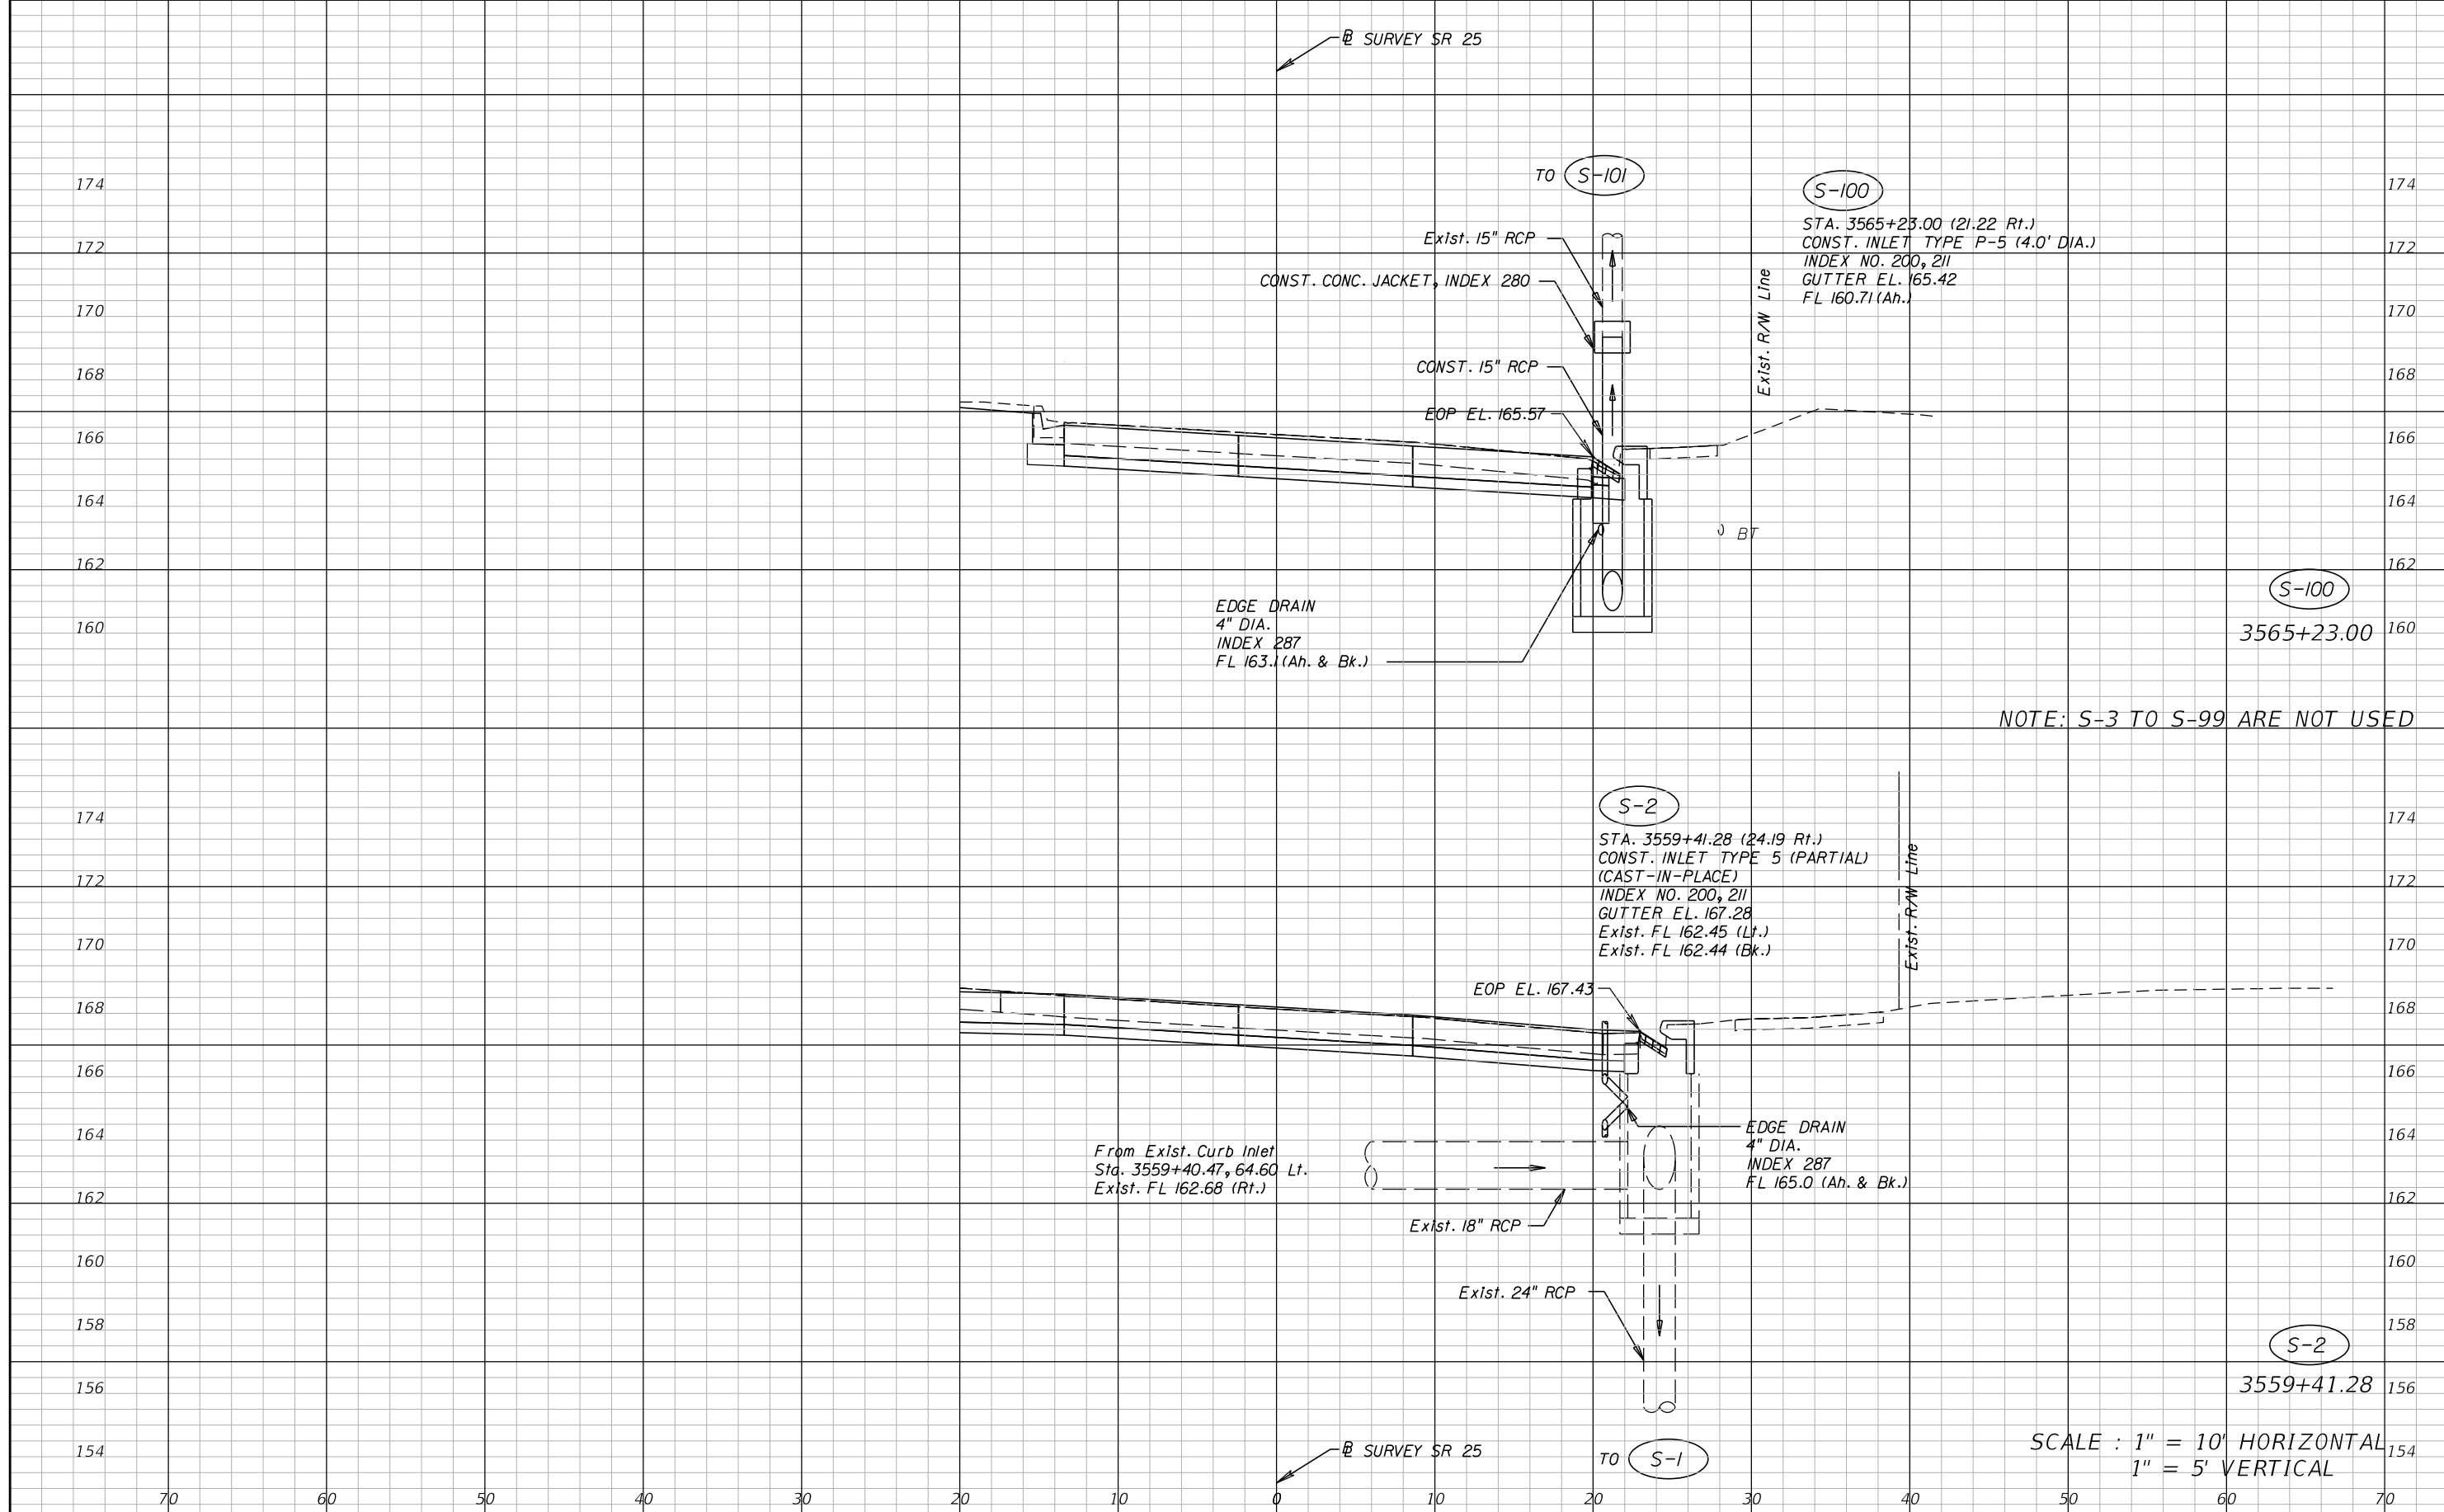 ℄ SURVEY SR 25
TO S-101
S-100
STA. 3565+23.00 (21.22 Rt.)
CONST. INLET TYPE P-5 (4.0' DIA.)
INDEX NO. 200, 211
GUTTER EL. 165.42
FL 160.71 (Ah.)
Exist. 15" RCP
CONST. CONC. JACKET, INDEX 280
CONST. 15" RCP
EOP EL. 165.57
Exist. R/W Line
BT
EDGE DRAIN
4" DIA.
INDEX 287
FL 163.1 (Ah. & Bk.)
174 174
172 172
170 170
168 168
166 166
164 164
162 162
160 160
S-100
3565+23.00
NOTE: S-3 TO S-99 ARE NOT USED
S-2
STA. 3559+41.28 (24.19 Rt.)
CONST. INLET TYPE 5 (PARTIAL)
(CAST-IN-PLACE)
INDEX NO. 200, 211
GUTTER EL. 167.28
Exist. FL 162.45 (Lt.)
Exist. FL 162.44 (Bk.)
Exist. R/W Line
EOP EL. 167.43
EDGE DRAIN
4" DIA.
INDEX 287
FL 165.0 (Ah. & Bk.)
From Exist. Curb Inlet
Sta. 3559+40.47, 64.60 Lt.
Exist. FL 162.68 (Rt.)
Exist. 18" RCP
Exist. 24" RCP
174 174
172 172
170 170
168 168
166 166
164 164
162 162
160 160
158 158
156 156
154 154
S-2
3559+41.28
℄ SURVEY SR 25
TO S-1
SCALE : 1" = 10' HORIZONTAL
1" = 5' VERTICAL
70 60 50 40 30 20 10 0 10 20 30 40 50 60 70